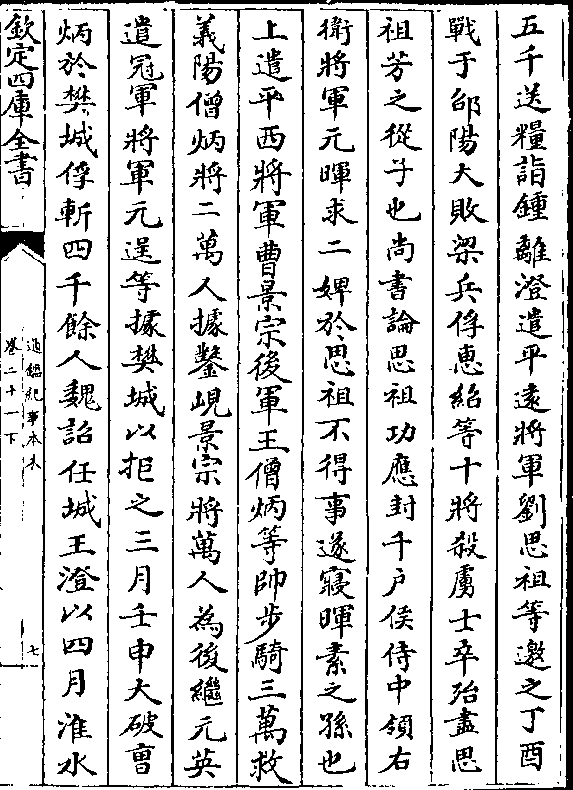 五千送糧詣鍾離澄遣平遠將軍劉思祖等邀之丁酉
戰于邵陽大敗梁兵俘惠紹等十將殺虜士卒殆盡思
祖芳之從子也尚書論思祖功應封千户侯侍中領右
衛將軍元暉求二婢於思祖不得事遂寢暉素之孫也
上遣平西將軍曹景宗後軍王僧炳等帥步騎三萬救
義陽僧炳將二萬人據鑿峴景宗將萬人為後繼元英
遣冠軍將軍元逞等據樊城以拒之三月壬申大破曺
炳於樊城俘斬四千餘人魏詔任城王澄以四月淮水
欽定四庫全書
通鑑紀事本末
卷二十一下
七